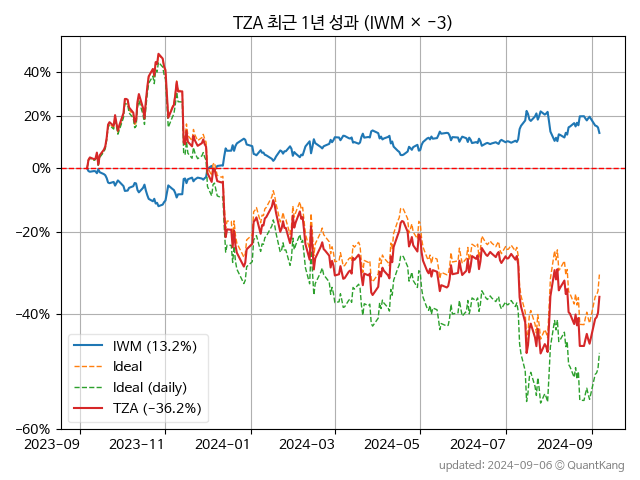 TZA 최근 1년 성과 (IWM × −3)
40%
20%
0%
−20%
−40%
−60%
IWM (13.2%)
Ideal
Ideal (daily)
TZA (−36.2%)
2023-09 2023-11 2024-01 2024-03 2024-05 2024-07 2024-09
updated: 2024-09-06 © QuantKang